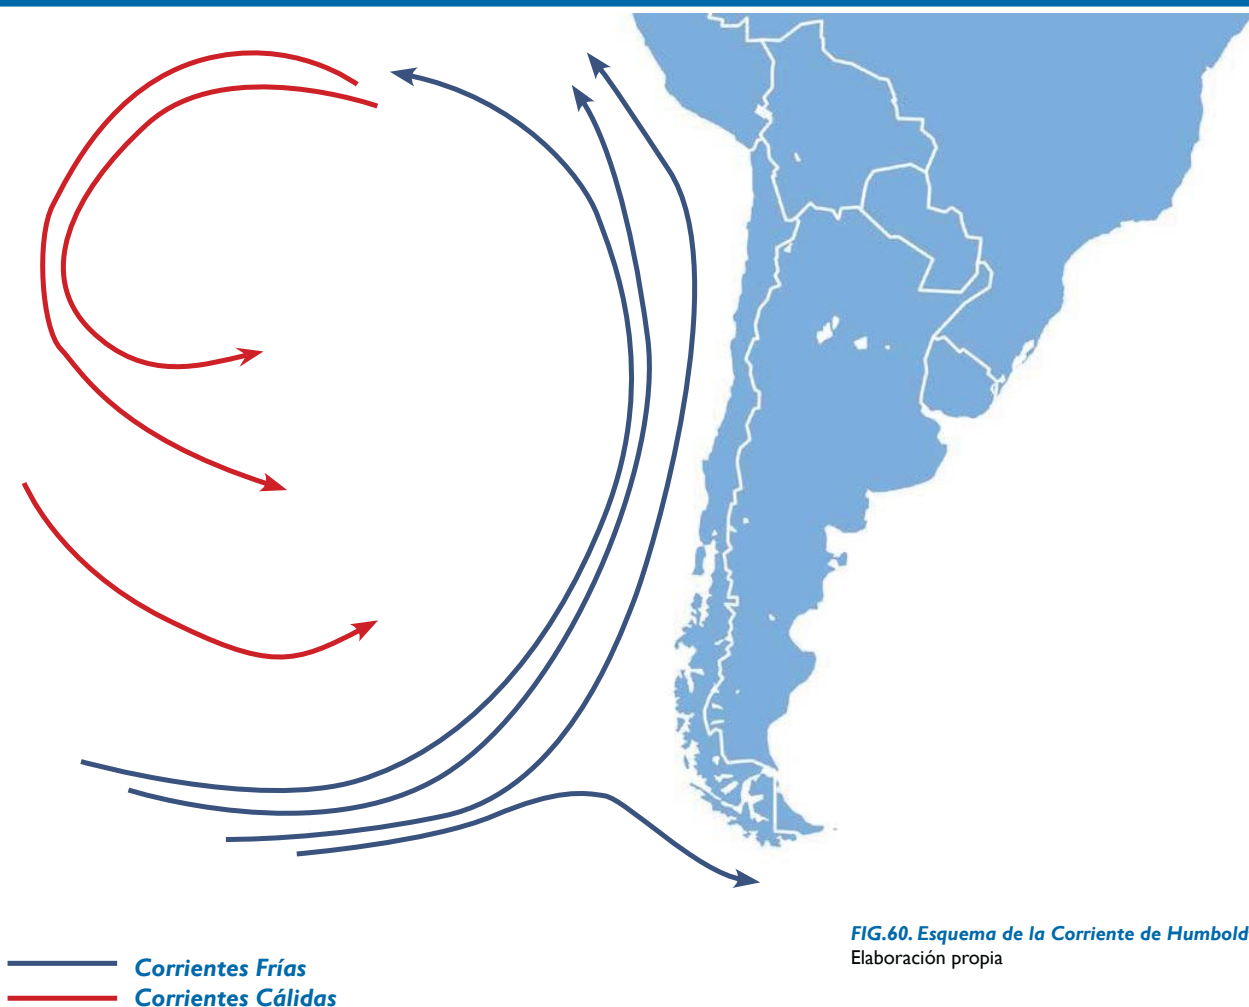 FIG.60. Esquema de la Corriente de Humbold
Elaboración propia
Corrientes Frías
Corrientes Cálidas